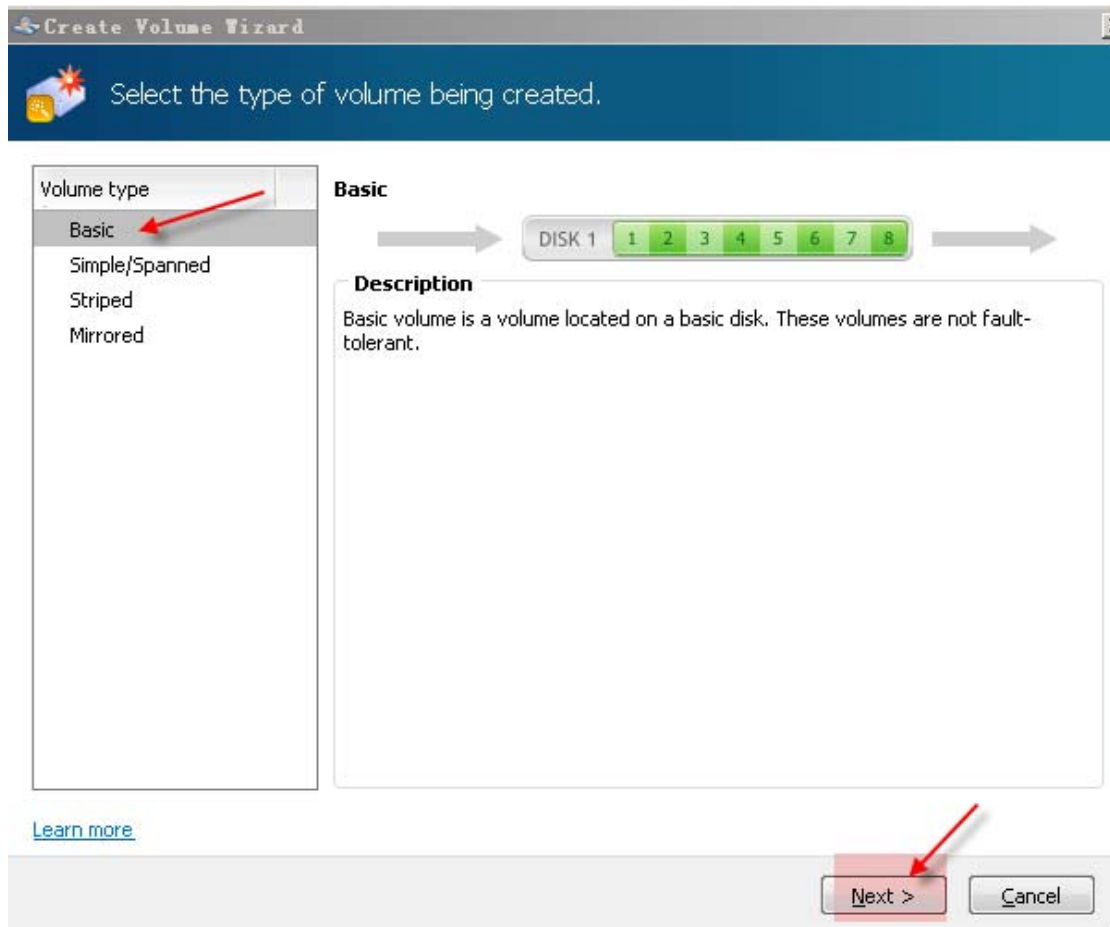 Create Volume Wizard
Select the type of volume being created.
Volume type
Basic
Simple/Spanned
Striped
Mirrored
Basic
DISK 1 1 2 3 4 5 6 7 8
Description
Basic volume is a volume located on a basic disk. These volumes are not fault-
tolerant.
Learn more
Next >
Cancel